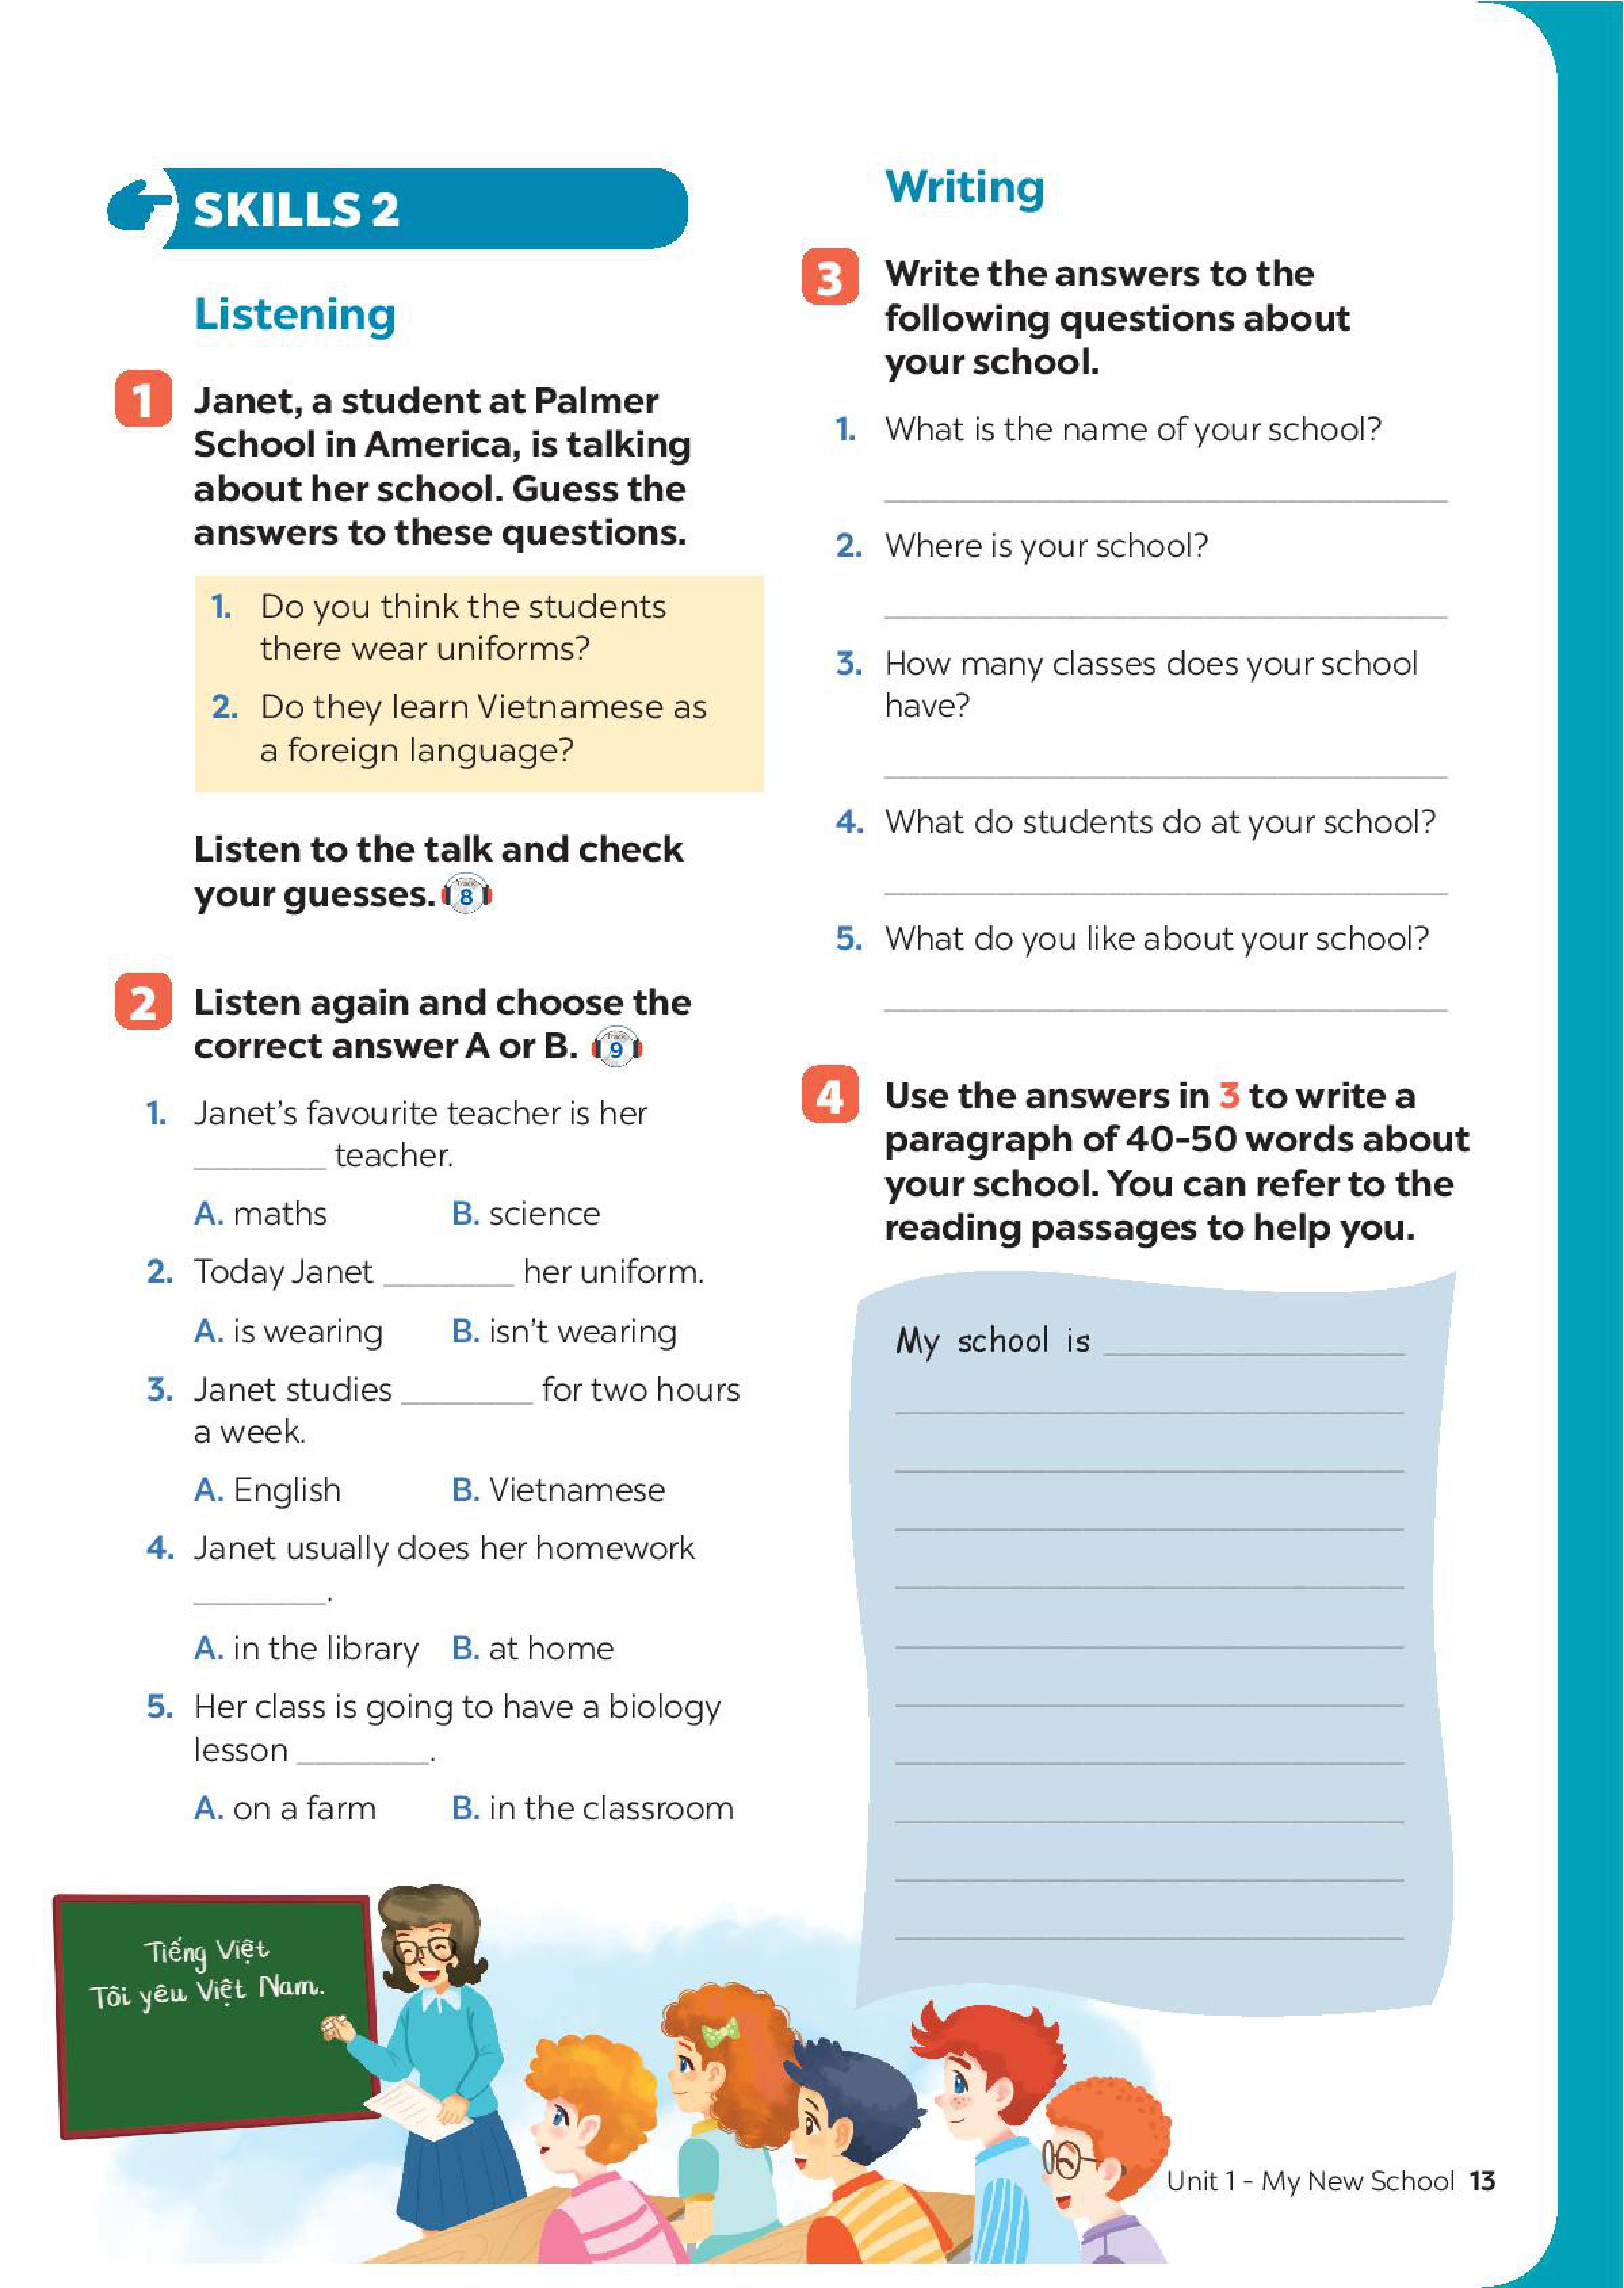 SKILLS 2
Listening
1 Janet, a student at Palmer
School in America, is talking
about her school. Guess the
answers to these questions.
1. Do you think the students
there wear uniforms?
2. Do they learn Vietnamese as
a foreign language?
Listen to the talk and check
your guesses. Track 8
2 Listen again and choose the
correct answer A or B. Track 9
1. Janet's favourite teacher is her
________ teacher.
A. maths B. science
2. Today Janet ________ her uniform.
A. is wearing B. isn't wearing
3. Janet studies ________ for two hours
a week.
A. English B. Vietnamese
4. Janet usually does her homework
________.
A. in the library B. at home
5. Her class is going to have a biology
lesson ________.
A. on a farm B. in the classroom
Tiếng Việt
Tôi yêu Việt Nam.
Writing
3 Write the answers to the
following questions about
your school.
1. What is the name of your school?
2. Where is your school?
3. How many classes does your school
have?
4. What do students do at your school?
5. What do you like about your school?
4 Use the answers in 3 to write a
paragraph of 40-50 words about
your school. You can refer to the
reading passages to help you.
My school is ________
Unit 1 - My New School 13